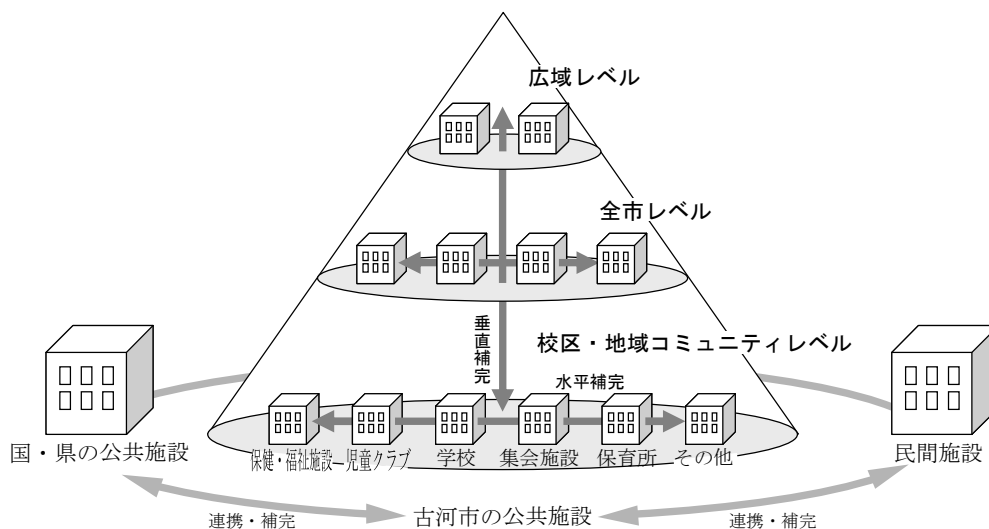 広域レベル
全市レベル
校区・地域コミュニティレベル
垂直補完
水平補完
国・県の公共施設
民間施設
保健・福祉施設
児童クラブ
学校
集会施設
保育所
その他
連携・補完
古河市の公共施設
連携・補完